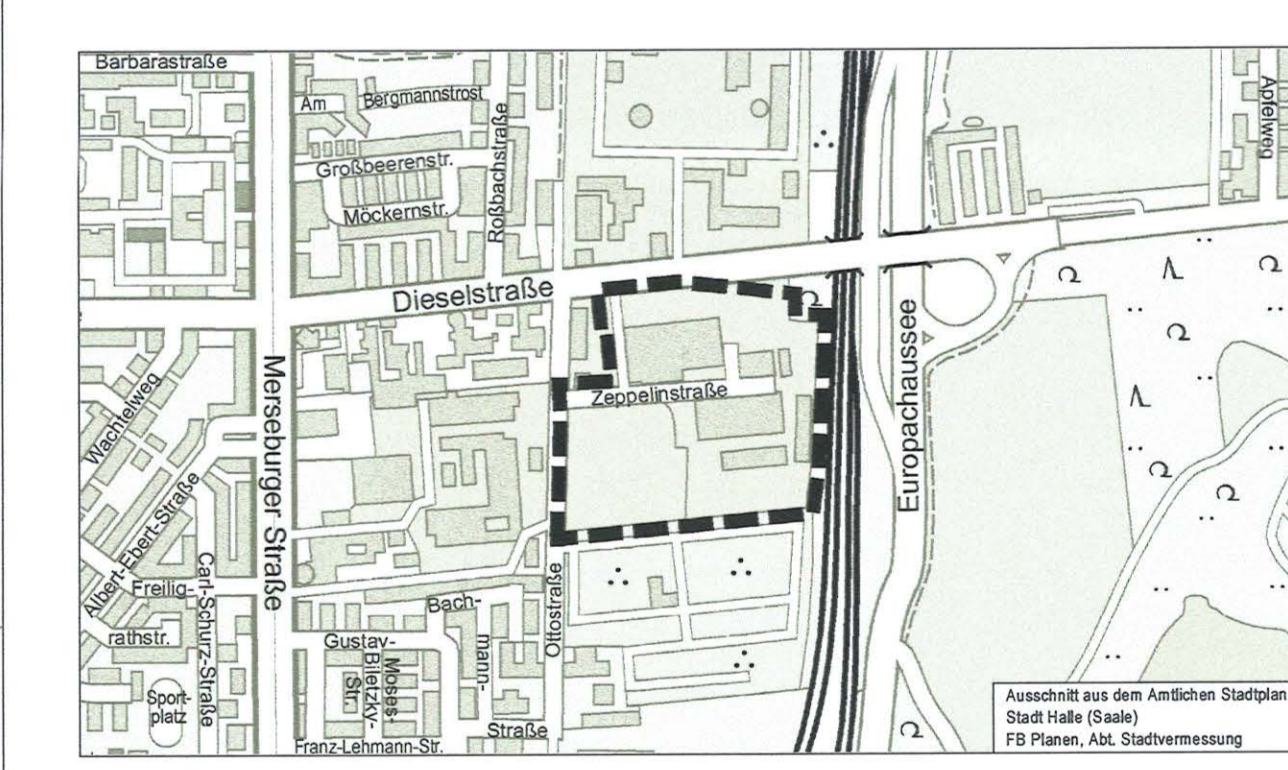 Barbarastraße
Am
Bergmannstrost
Roßbachstraße
Großbeerenstr.
Möckernstr.
Apfelweg
Dieselstraße
Zeppelinstraße
Europachaussee
Merseburger Straße
Wachtelweg
Albert-Ebert-Straße
Freilig-
rathstr.
Carl-Schurz-Straße
Sport-
platz
Ottostraße
Bach-
mann-
Straße
Gustav-
Moses-
Biletzky-
Str.
Franz-Lehmann-Str.
Ausschnitt aus dem Amtlichen Stadtplan
Stadt Halle (Saale)
FB Planen, Abt. Stadtvermessung